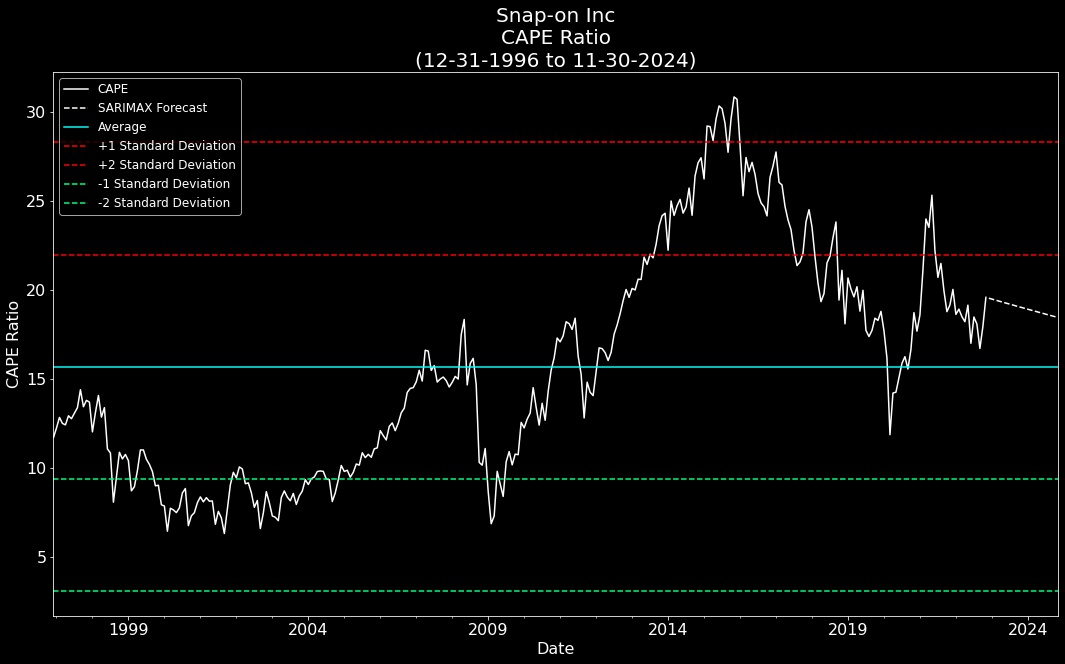 Snap-on Inc
CAPE Ratio
(12-31-1996 to 11-30-2024)
CAPE
SARIMAX Forecast
Average
+1 Standard Deviation
+2 Standard Deviation
-1 Standard Deviation
-2 Standard Deviation
CAPE Ratio
30
25
20
15
10
5
1999 2004 2009 2014 2019 2024
Date